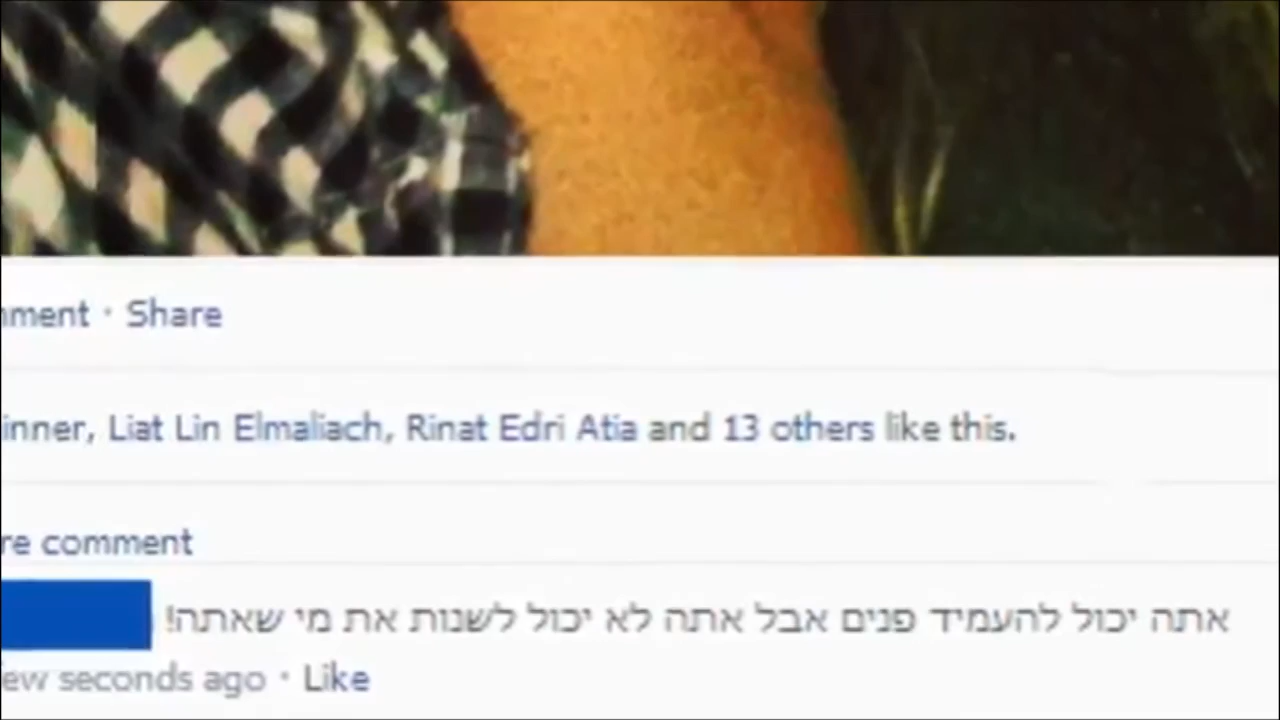 mment · Share
inner, Liat Lin Elmaliach, Rinat Edri Atia and 13 others like this.
re comment
אתה יכול להעמיד פנים אבל אתה לא יכול לשנות את מי שאתה!
ew seconds ago · Like